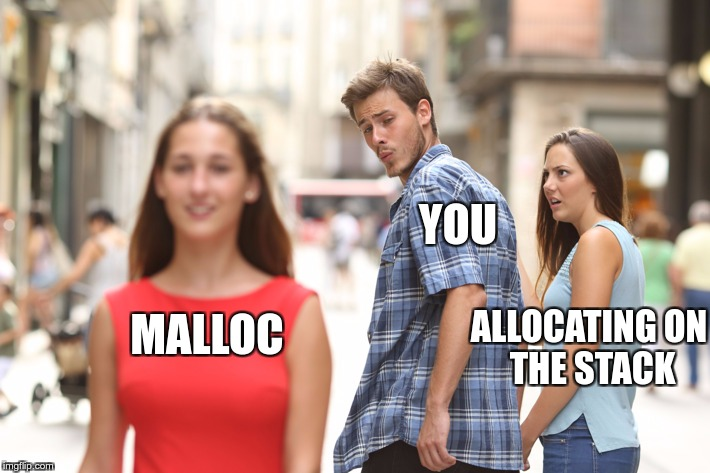 YOU
MALLOC
ALLOCATING ON
THE STACK
imgflip.com